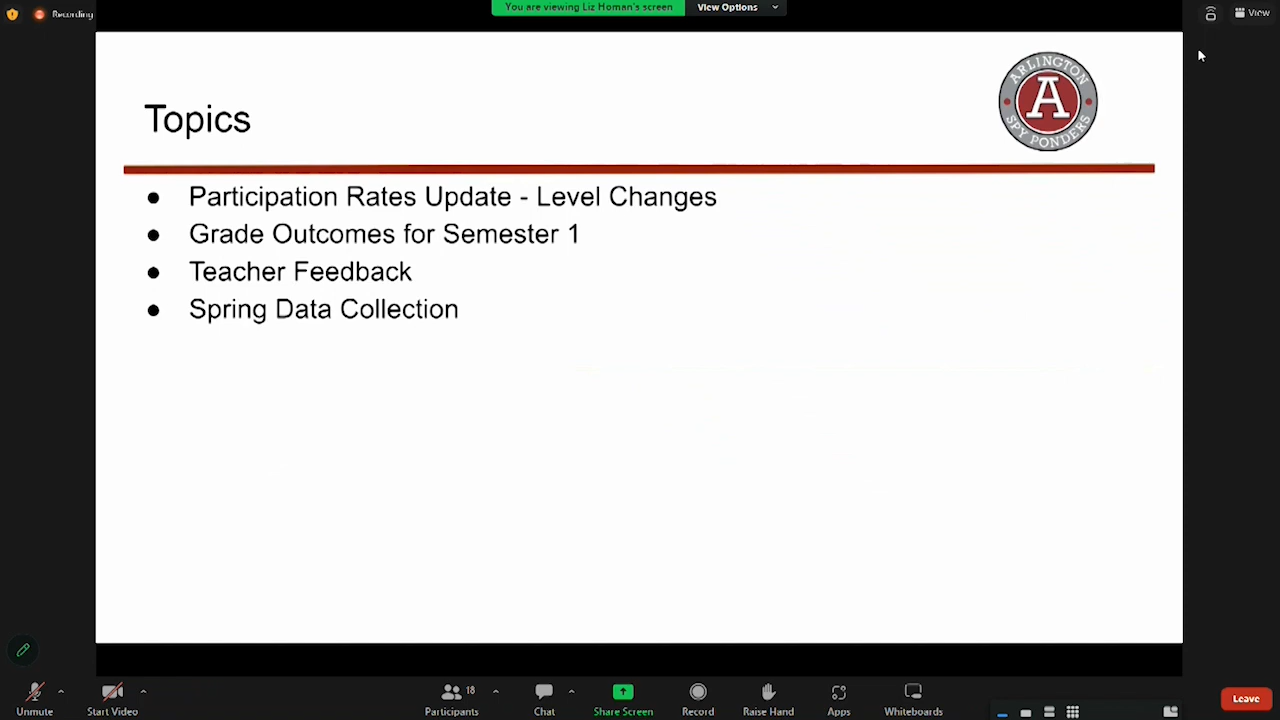 Recording
You are viewing Liz Homan's screen
View Options
View
ARLINGTON
A
SPY PONDERS
Topics
● Participation Rates Update - Level Changes
● Grade Outcomes for Semester 1
● Teacher Feedback
● Spring Data Collection
Unmute
Start Video
18
Participants
Chat
Share Screen
Record
Raise Hand
Apps
Whiteboards
Leave